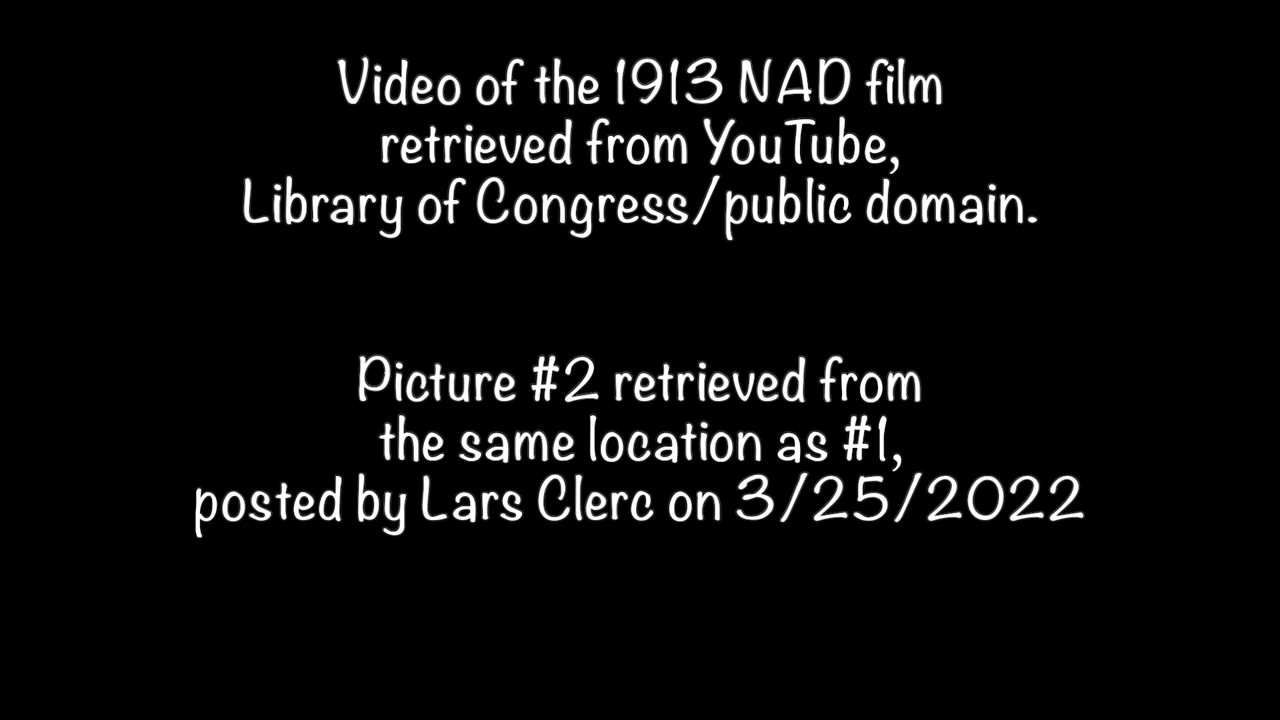 Video of the 1913 NAD film
retrieved from YouTube,
Library of Congress/public domain.
Picture #2 retrieved from
the same location as #1,
posted by Lars Clerc on 3/25/2022